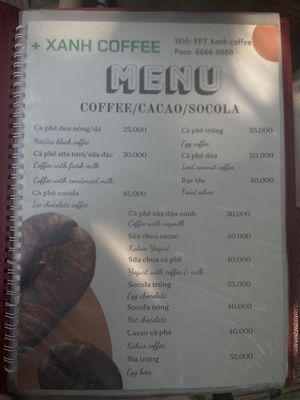 + XANH COFFEE
Wifi: FPT Xanh coffee
Pass: 6666 8888
MENU
COFFEE/CACAO/SOCOLA
Cà phê đen nóng/đá 25.000
Hot/ice black coffee
Cà phê sữa tươi/sữa đặc 30.000
Coffee with fresh milk
Coffee with condensed milk
Cà phê socola 45.000
Ice chocolate coffee
Cà phê trứng 55.000
Egg coffee
Cà phê dừa 50.000
Iced coconut coffee
Bạc xỉu 40.000
Faint silver
Cà phê sữa đậu nành 30.000
Coffee with soymilk
Sữa chua cacao 40.000
Kakao Yogurt
Sữa chua cà phê 40.000
Yogurt with coffee & milk
Socola trứng 55.000
Egg chocolate
Socola nóng 40.000
Hot chocolate
Cacao cà phê 40.000
Kakao coffee
Bia trứng 55.000
Egg beer